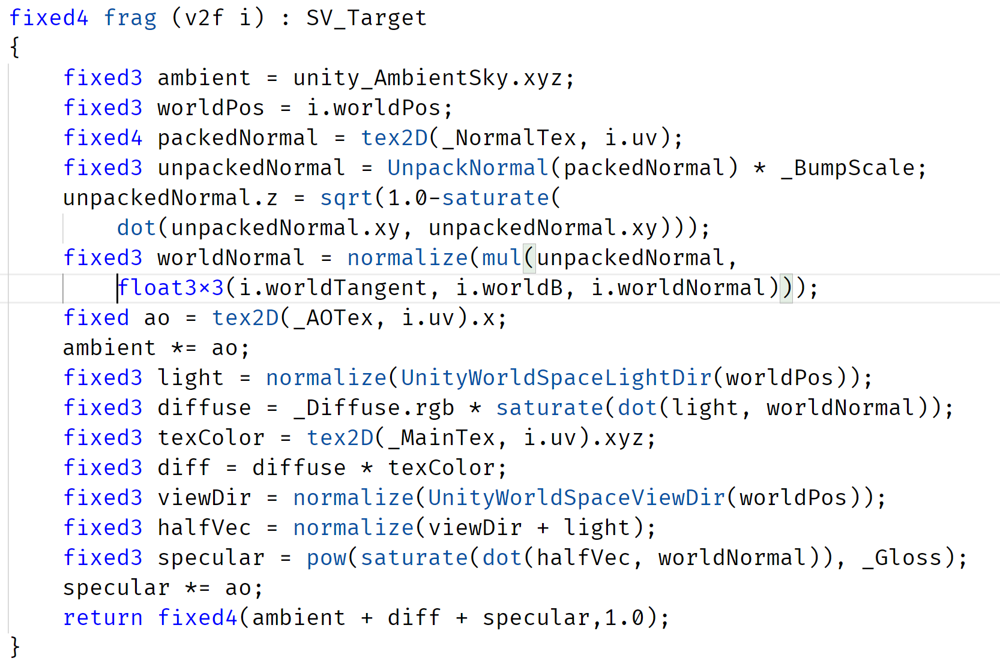 fixed4 frag (v2f i) : SV_Target
{
    fixed3 ambient = unity_AmbientSky.xyz;
    fixed3 worldPos = i.worldPos;
    fixed4 packedNormal = tex2D(_NormalTex, i.uv);
    fixed3 unpackedNormal = UnpackNormal(packedNormal) * _BumpScale;
    unpackedNormal.z = sqrt(1.0-saturate(
        dot(unpackedNormal.xy, unpackedNormal.xy)));
    fixed3 worldNormal = normalize(mul(unpackedNormal,
        float3×3(i.worldTangent, i.worldB, i.worldNormal)));
    fixed ao = tex2D(_AOTex, i.uv).x;
    ambient *= ao;
    fixed3 light = normalize(UnityWorldSpaceLightDir(worldPos));
    fixed3 diffuse = _Diffuse.rgb * saturate(dot(light, worldNormal));
    fixed3 texColor = tex2D(_MainTex, i.uv).xyz;
    fixed3 diff = diffuse * texColor;
    fixed3 viewDir = normalize(UnityWorldSpaceViewDir(worldPos));
    fixed3 halfVec = normalize(viewDir + light);
    fixed3 specular = pow(saturate(dot(halfVec, worldNormal)), _Gloss);
    specular *= ao;
    return fixed4(ambient + diff + specular,1.0);
}